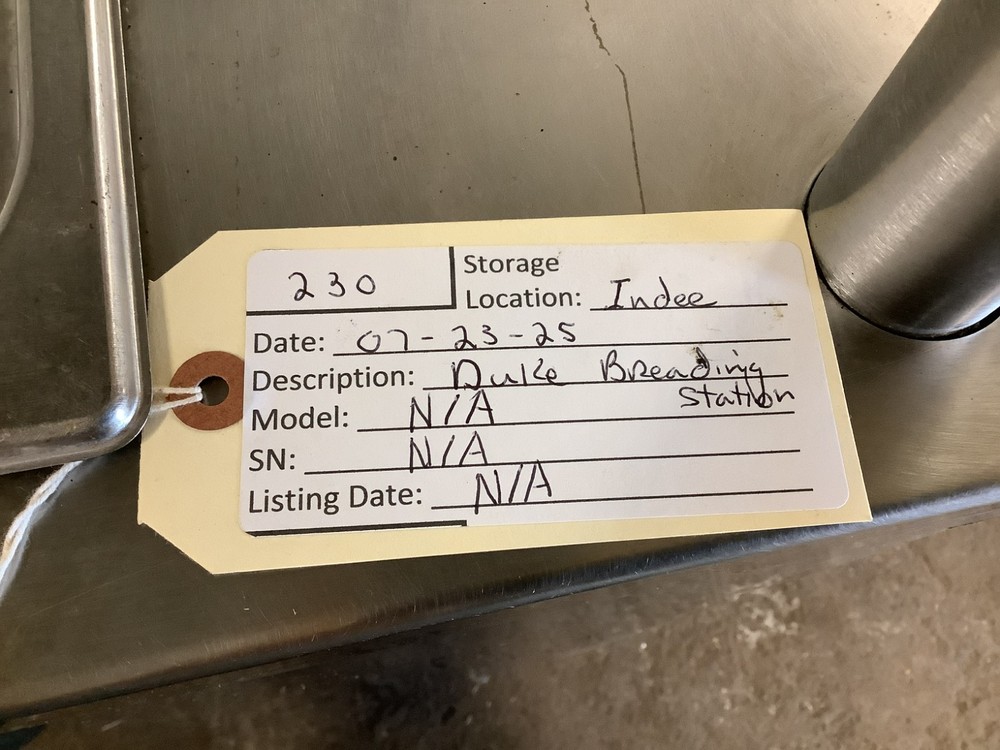 230
Storage
Location: Indee
Date: 07-23-25
Description: Duke Breading
Station
Model: N/A
SN: N/A
Listing Date: N/A